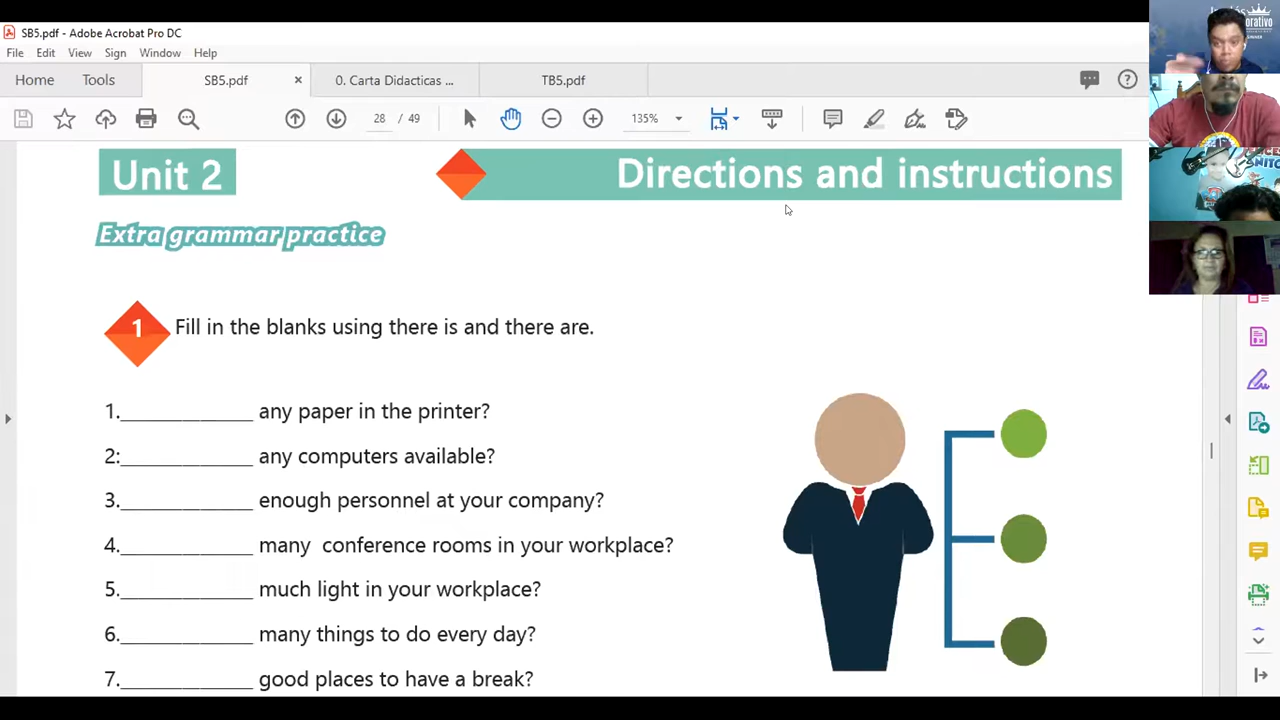 SB5.pdf - Adobe Acrobat Pro DC
File Edit View Sign Window Help
Home Tools SB5.pdf × 0. Carta Didacticas ... TB5.pdf
28 / 49 135%
Unit 2
Directions and instructions
Extra grammar practice
1 Fill in the blanks using there is and there are.
1.______________ any paper in the printer?
2:______________ any computers available?
3.______________ enough personnel at your company?
4.______________ many conference rooms in your workplace?
5.______________ much light in your workplace?
6.______________ many things to do every day?
7.______________ good places to have a break?